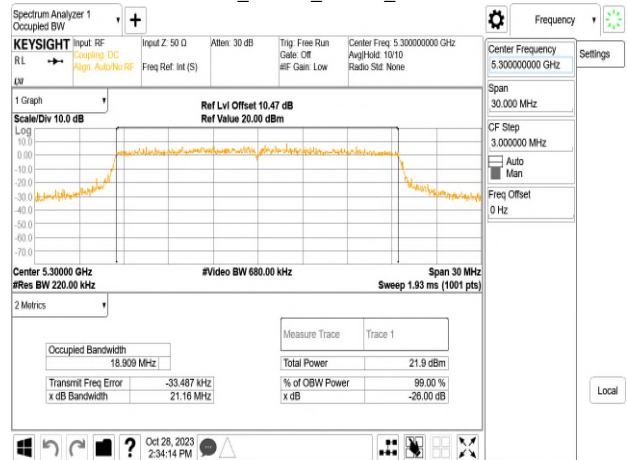 Spectrum Analyzer 1
Occupied BW
+
Frequency
KEYSIGHT
RL
Input: RF
Coupling: DC
Align: Auto/No RF
Input Z: 50 Ω
Freq Ref: Int (S)
Atten: 30 dB
Trig: Free Run
Gate: Off
#IF Gain: Low
Center Freq: 5.300000000 GHz
Avg|Hold: 10/10
Radio Std: None
LXI
Center Frequency
5.300000000 GHz
Settings
Span
30.000 MHz
CF Step
3.000000 MHz
Auto
Man
Freq Offset
0 Hz
Local
1 Graph
Scale/Div 10.0 dB
Ref Lvl Offset 10.47 dB
Ref Value 20.00 dBm
Log
10.0
0.00
-10.0
-20.0
-30.0
-40.0
-50.0
-60.0
-70.0
Center 5.30000 GHz
#Video BW 680.00 kHz
Span 30 MHz
#Res BW 220.00 kHz
Sweep 1.93 ms (1001 pts)
2 Metrics
Measure Trace
Trace 1
Occupied Bandwidth
18.909 MHz
Total Power
21.9 dBm
Transmit Freq Error
-33.487 kHz
% of OBW Power
99.00 %
x dB Bandwidth
21.16 MHz
x dB
-26.00 dB
?
Oct 28, 2023
2:34:14 PM